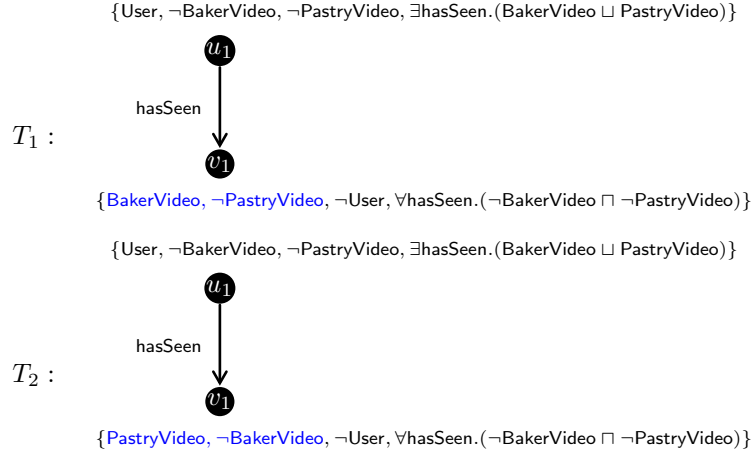 {User, ¬BakerVideo, ¬PastryVideo, ∃hasSeen.(BakerVideo ⊔ PastryVideo)}
u₁
hasSeen
T₁ :
v₁
{BakerVideo, ¬PastryVideo, ¬User, ∀hasSeen.(¬BakerVideo ⊓ ¬PastryVideo)}
{User, ¬BakerVideo, ¬PastryVideo, ∃hasSeen.(BakerVideo ⊔ PastryVideo)}
u₁
hasSeen
T₂ :
v₁
{PastryVideo, ¬BakerVideo, ¬User, ∀hasSeen.(¬BakerVideo ⊓ ¬PastryVideo)}